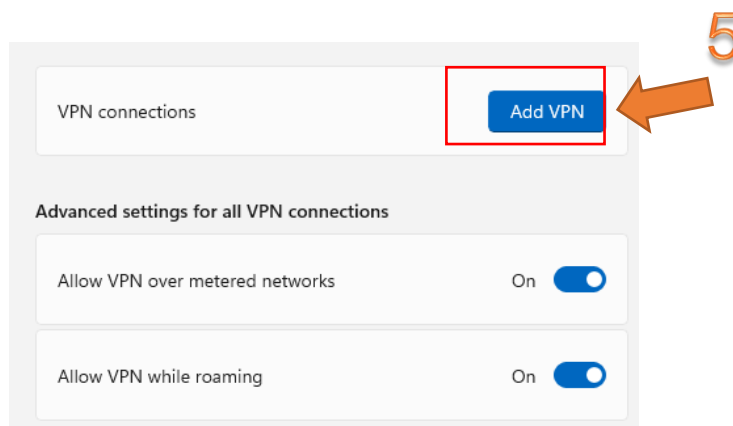 5
VPN connections
Add VPN
Advanced settings for all VPN connections
Allow VPN over metered networks
On
Allow VPN while roaming
On